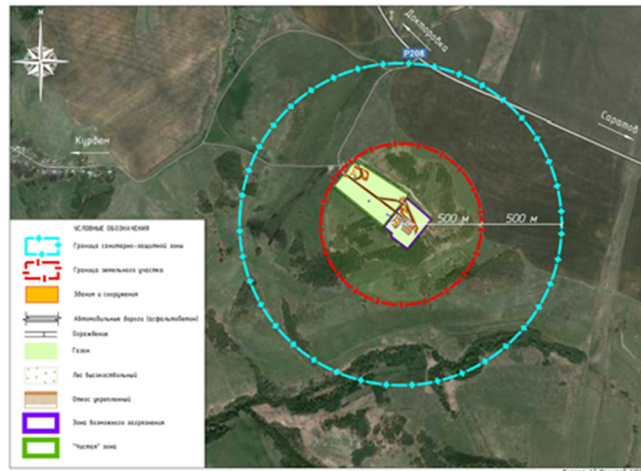 Докторовка
Р208
Саратов
Курдюм
500 м
500 м
УСЛОВНЫЕ ОБОЗНАЧЕНИЯ
Граница санитарно-защитной зоны
Граница земельного участка
Здания и сооружения
Автомобильные дороги (асфальтобетон)
Ограждение
Газон
Лес высокоствольный
Откос укрепленный
Зона возможного загрязнения
"Чистая" зона